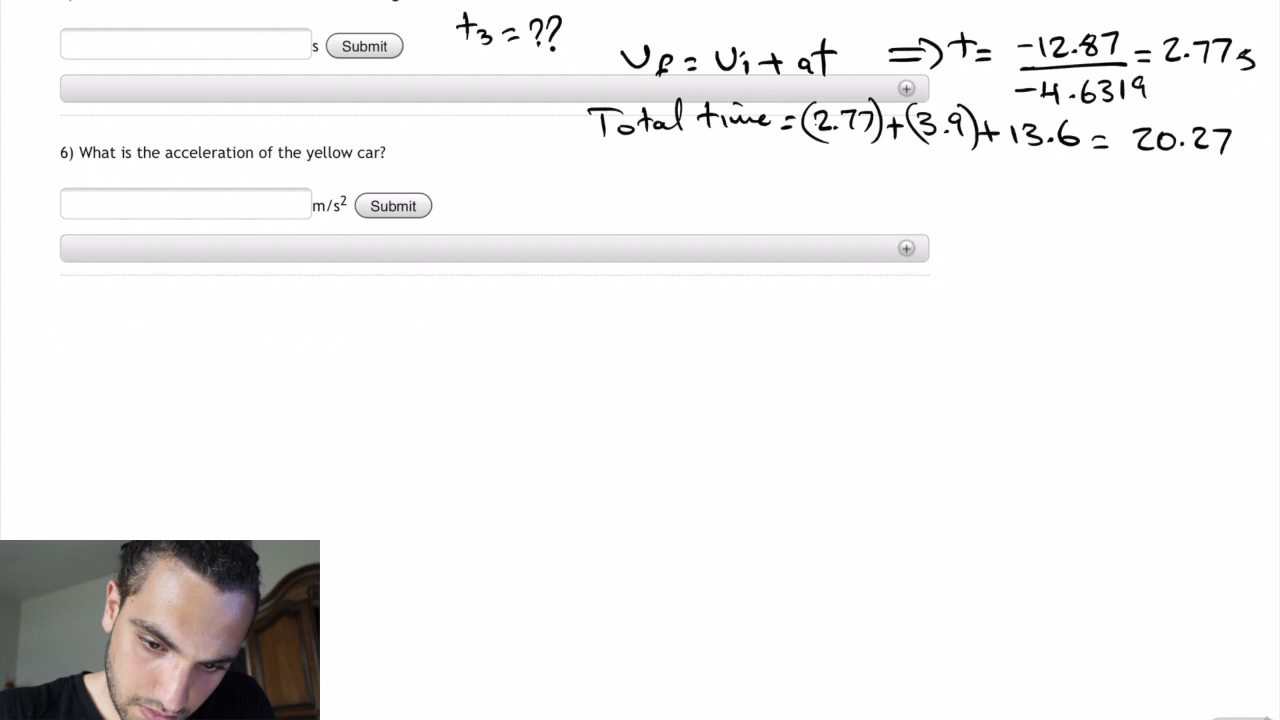 t₃ = ??
s Submit
V_f = V_i + at ⟹ t = -12.87 / -4.6319 = 2.77 s
Total time = (2.77) + (3.9) + 13.6 = 20.27
6) What is the acceleration of the yellow car?
m/s² Submit